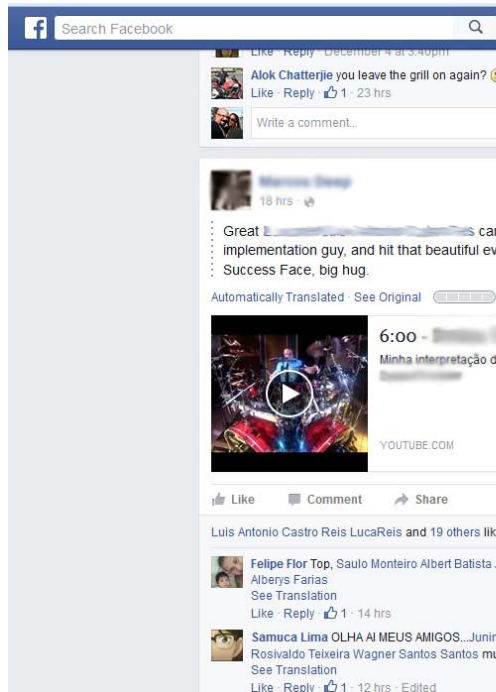 f Search Facebook
Like · Reply · December 4 at 3:40pm
Alok Chatterjie you leave the grill on again?
Like · Reply · 1 · 23 hrs
Write a comment...
18 hrs ·
Great s car
implementation guy, and hit that beautiful ev
Success Face, big hug.
Automatically Translated · See Original
6:00 -
Minha interpretação d
YOUTUBE.COM
Like Comment Share
Luis Antonio Castro Reis LucaReis and 19 others lik
Felipe Flor Top, Saulo Monteiro Albert Batista
Alberys Farias
See Translation
Like · Reply · 1 · 14 hrs
Samuca Lima OLHA AI MEUS AMIGOS...Junir
Rosivaldo Teixeira Wagner Santos Santos mu
See Translation
Like · Reply · 1 · 12 hrs · Edited